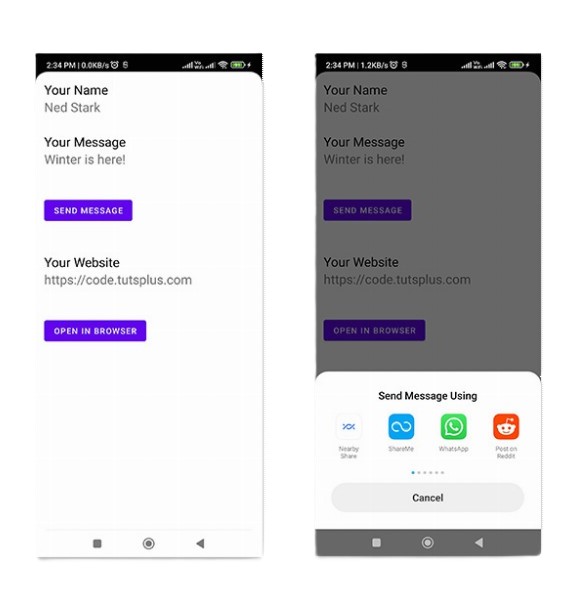 2:34 PM | 0.0KB/s
Your Name
Ned Stark
Your Message
Winter is here!
SEND MESSAGE
Your Website
https://code.tutsplus.com
OPEN IN BROWSER
2:34 PM | 1.2KB/s
Your Name
Ned Stark
Your Message
Winter is here!
SEND MESSAGE
Your Website
https://code.tutsplus.com
OPEN IN BROWSER
Send Message Using
Nearby
Share
ShareMe
WhatsApp
Post on
Reddit
Cancel